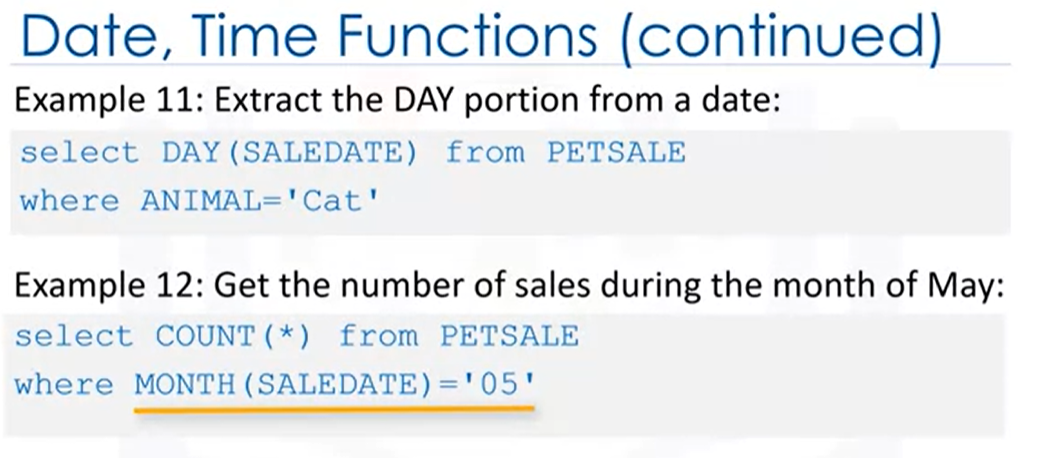 Date, Time Functions (continued)
Example 11: Extract the DAY portion from a date:
select DAY(SALEDATE) from PETSALE
where ANIMAL='Cat'
Example 12: Get the number of sales during the month of May:
select COUNT(*) from PETSALE
where MONTH(SALEDATE)='05'